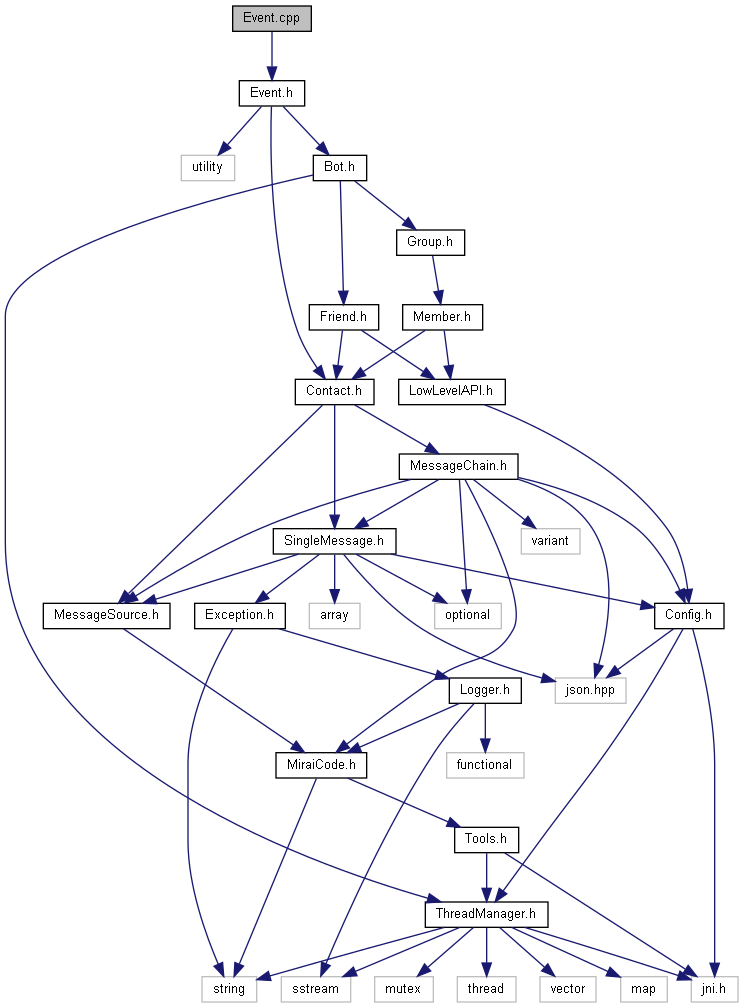 Event.cpp
Event.h
utility
Bot.h
Group.h
Friend.h
Member.h
Contact.h
LowLevelAPI.h
MessageChain.h
SingleMessage.h
variant
MessageSource.h
Exception.h
array
optional
Config.h
Logger.h
json.hpp
MiraiCode.h
functional
Tools.h
ThreadManager.h
string
sstream
mutex
thread
vector
map
jni.h